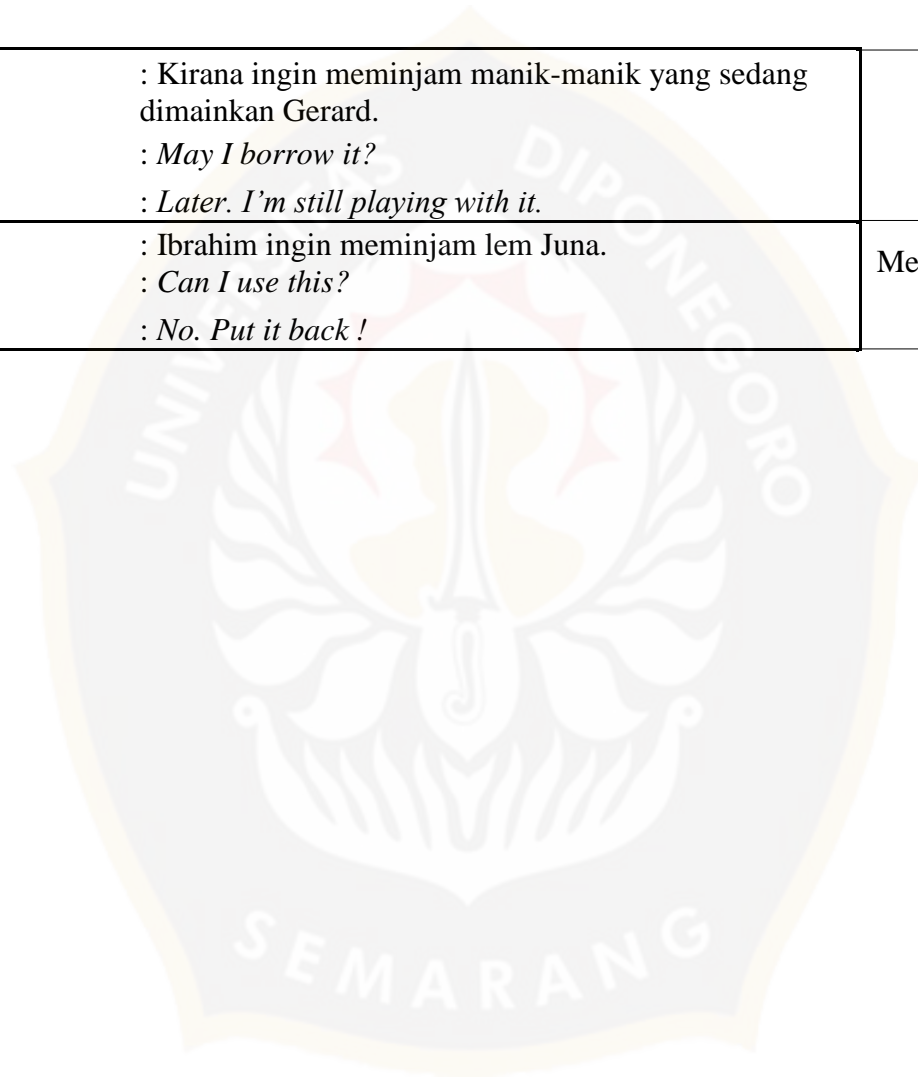 : Kirana ingin meminjam manik-manik yang sedang
dimainkan Gerard.
: May I borrow it?
: Later. I’m still playing with it.
: Ibrahim ingin meminjam lem Juna.
: Can I use this?
: No. Put it back !
Me
UNIVERSITAS DIPONEGORO
SEMARANG